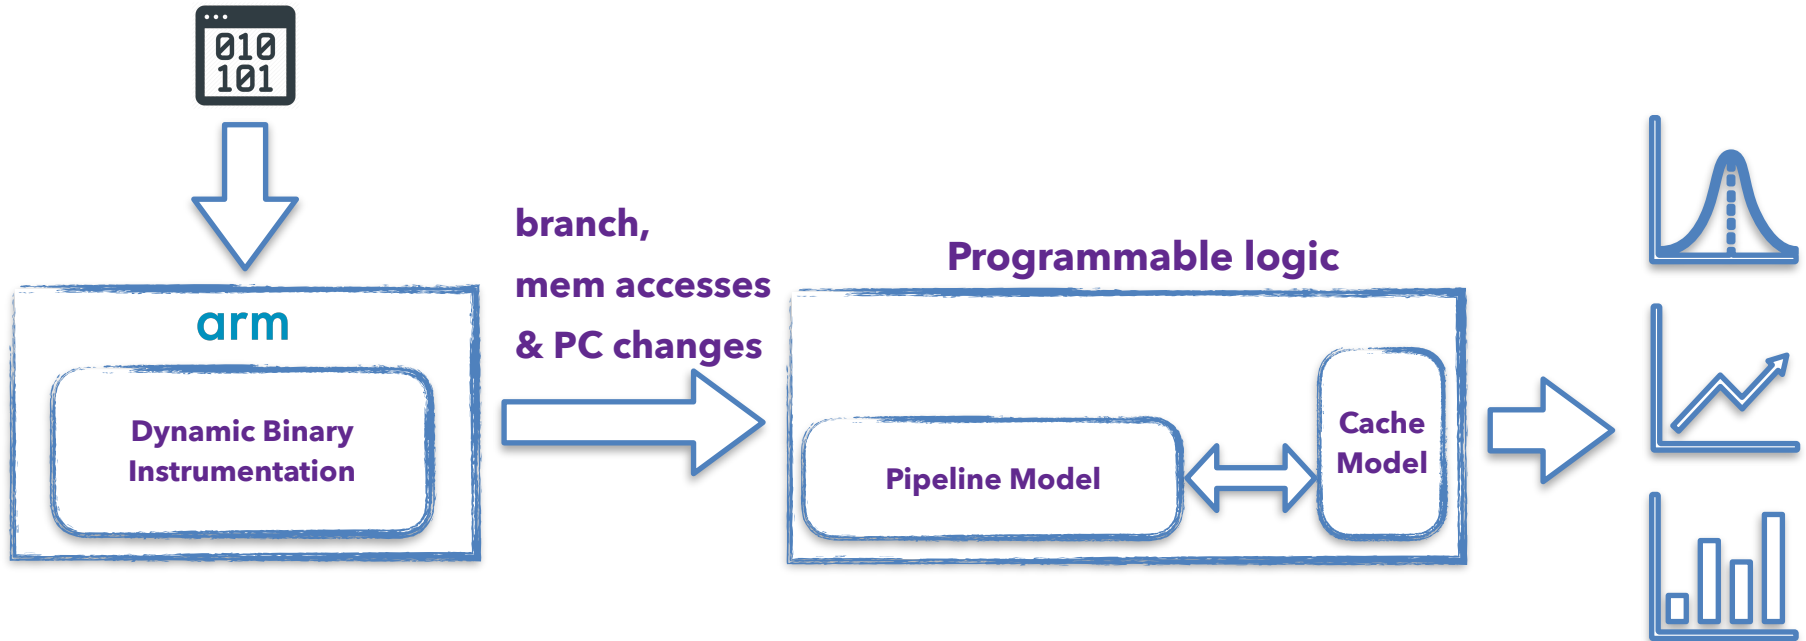 010
101
arm
Dynamic Binary
Instrumentation
branch,
mem accesses
& PC changes
Programmable logic
Pipeline Model
Cache
Model